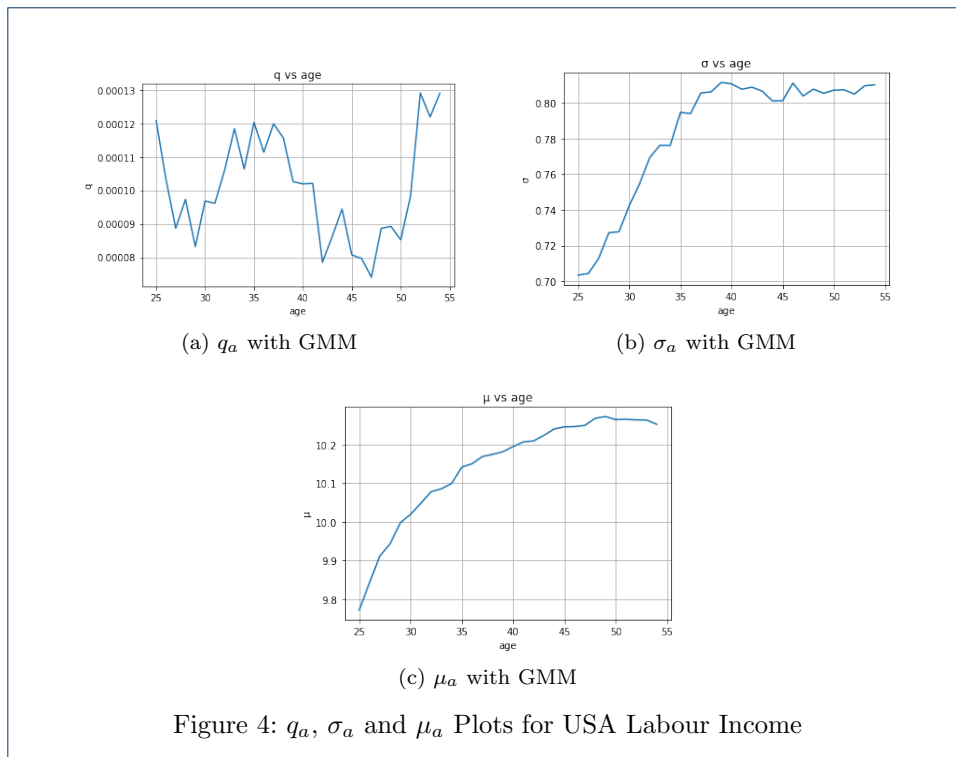 q vs age
0.00013
0.00012
0.00011
0.00010
0.00009
0.00008
q
25 30 35 40 45 50 55
age
(a) qₐ with GMM
σ vs age
0.80
0.78
0.76
0.74
0.72
0.70
σ
25 30 35 40 45 50 55
age
(b) σₐ with GMM
μ vs age
10.2
10.1
10.0
9.9
9.8
μ
25 30 35 40 45 50 55
age
(c) μₐ with GMM
Figure 4: qₐ, σₐ and μₐ Plots for USA Labour Income